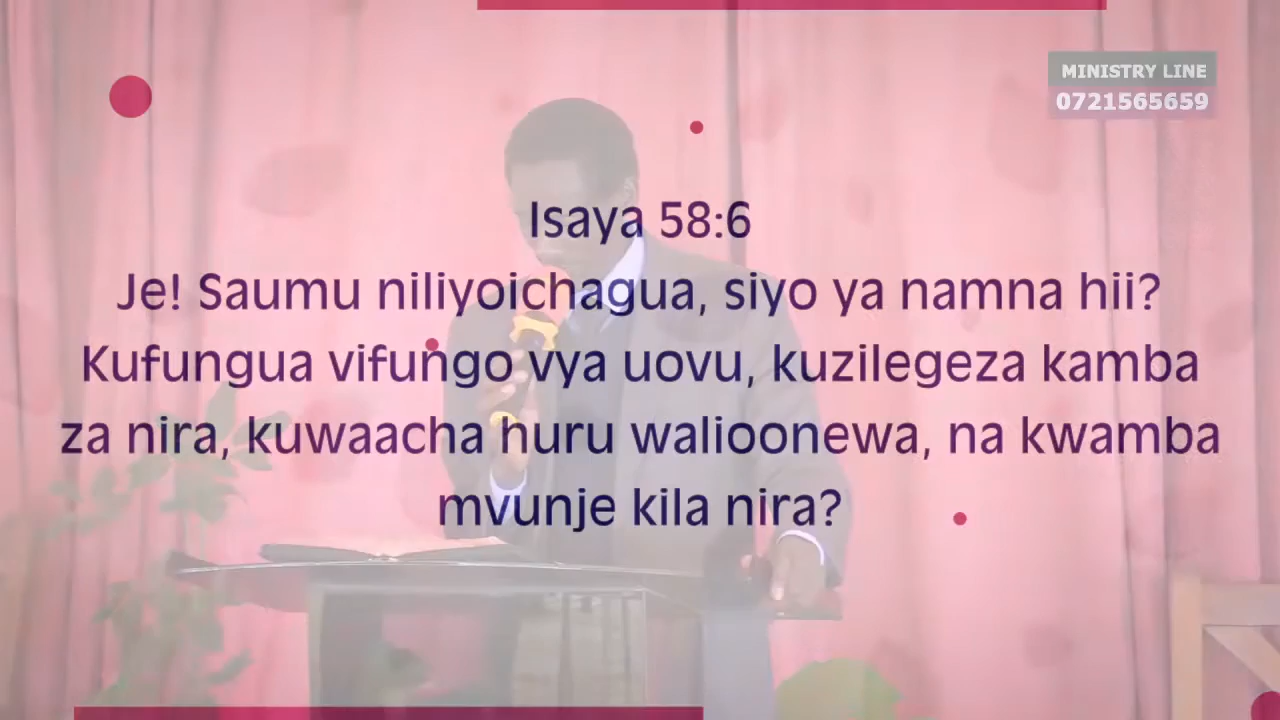 MINISTRY LINE
0721565659
Isaya 58:6
Je! Saumu niliyoichagua, siyo ya namna hii?
Kufungua vifungo vya uovu, kuzilegeza kamba
za nira, kuwaacha huru walioonewa, na kwamba
mvunje kila nira?